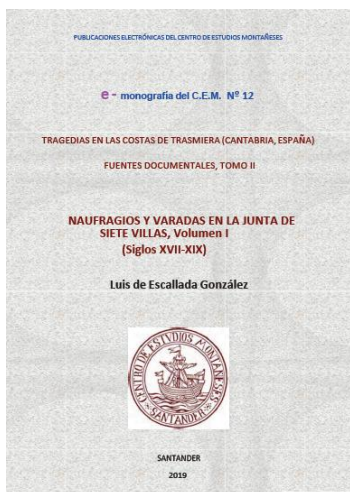 PUBLICACIONES ELECTRÓNICAS DEL CENTRO DE ESTUDIOS MONTAÑESES
e - monografía del C.E.M. Nº 12
TRAGEDIAS EN LAS COSTAS DE TRASMIERA (CANTABRIA, ESPAÑA)
FUENTES DOCUMENTALES, TOMO II
NAUFRAGIOS Y VARADAS EN LA JUNTA DE
SIETE VILLAS, Volumen I
(Siglos XVII-XIX)
Luis de Escallada González
CENTRO DE ESTVDIOS MONTAÑESES
SANTANDER
SANTANDER
2019